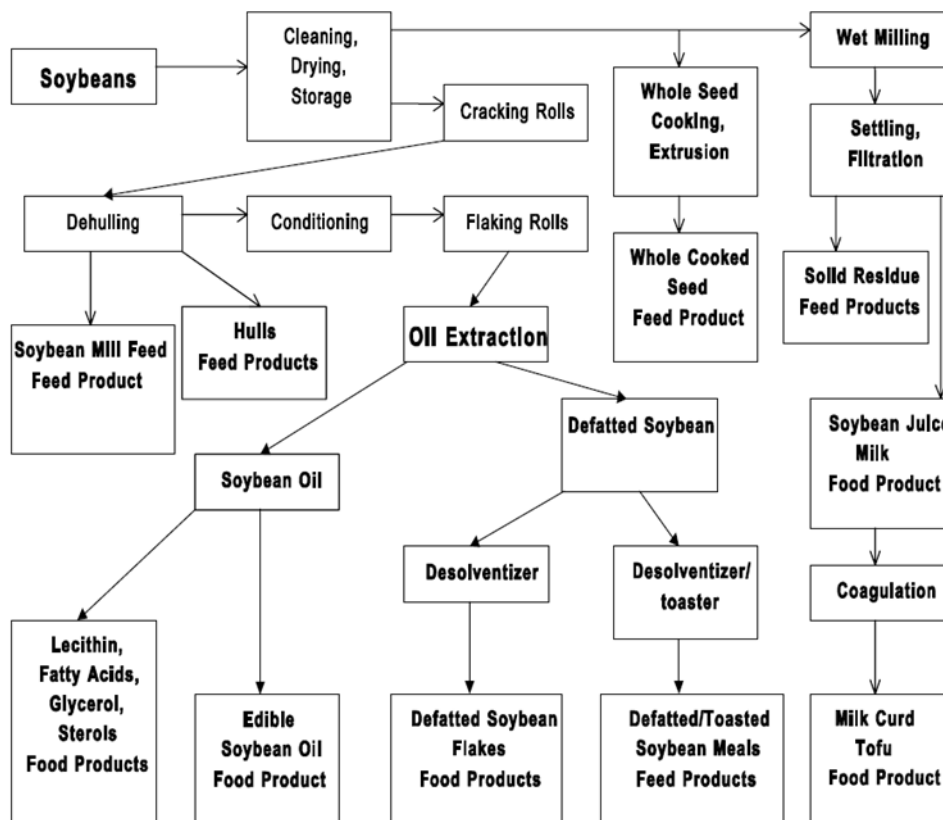 Soybeans
Cleaning,
Drying,
Storage
Wet Milling
Cracking Rolls
Whole Seed
Cooking,
Extrusion
Settling,
Filtration
Dehulling
Conditioning
Flaking Rolls
Whole Cooked
Seed
Feed Product
Solid Residue
Feed Products
Soybean Mill Feed
Feed Product
Hulls
Feed Products
Oil Extraction
Defatted Soybean
Soybean Juice
Milk
Food Product
Soybean Oil
Desolventizer
Desolventizer/
toaster
Coagulation
Lecithin,
Fatty Acids,
Glycerol,
Sterols
Food Products
Edible
Soybean Oil
Food Product
Defatted Soybean
Flakes
Food Products
Defatted/Toasted
Soybean Meals
Feed Products
Milk Curd
Tofu
Food Product